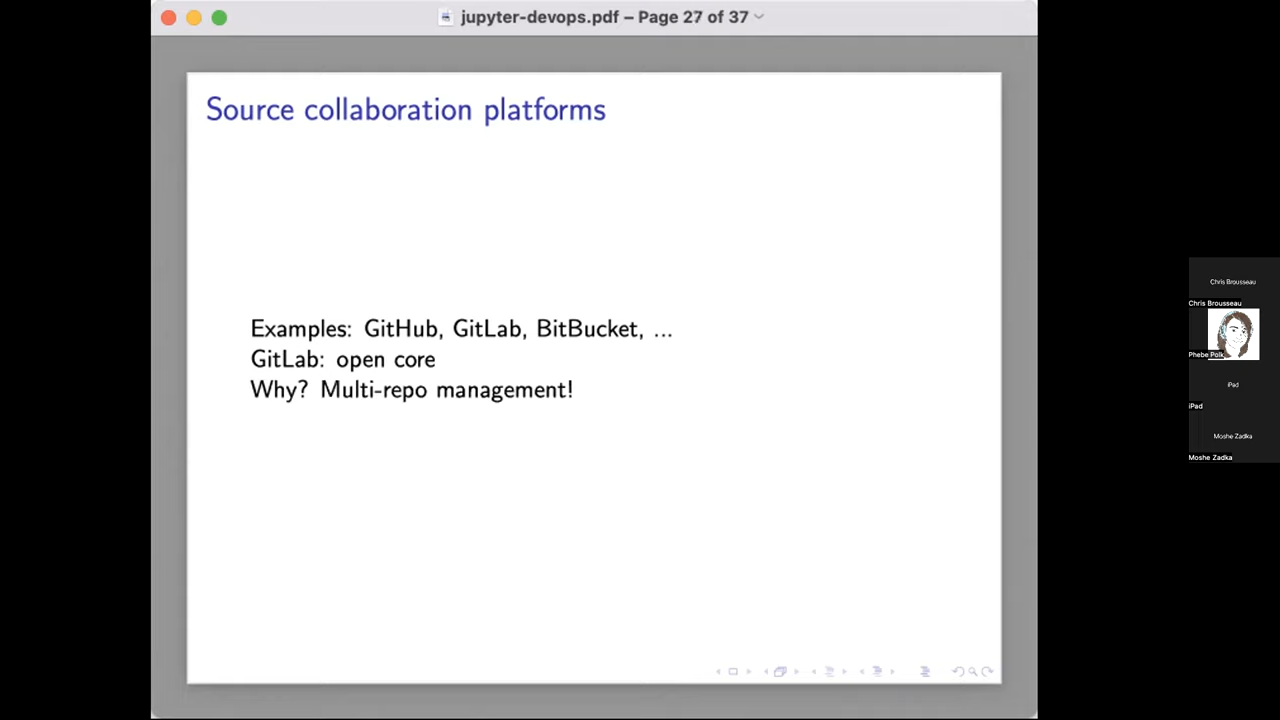 jupyter-devops.pdf – Page 27 of 37
Source collaboration platforms
Examples: GitHub, GitLab, BitBucket, ...
GitLab: open core
Why? Multi-repo management!
Chris Brousseau
Chris Brousseau
Phebe Polk
iPad
iPad
Moshe Zadka
Moshe Zadka